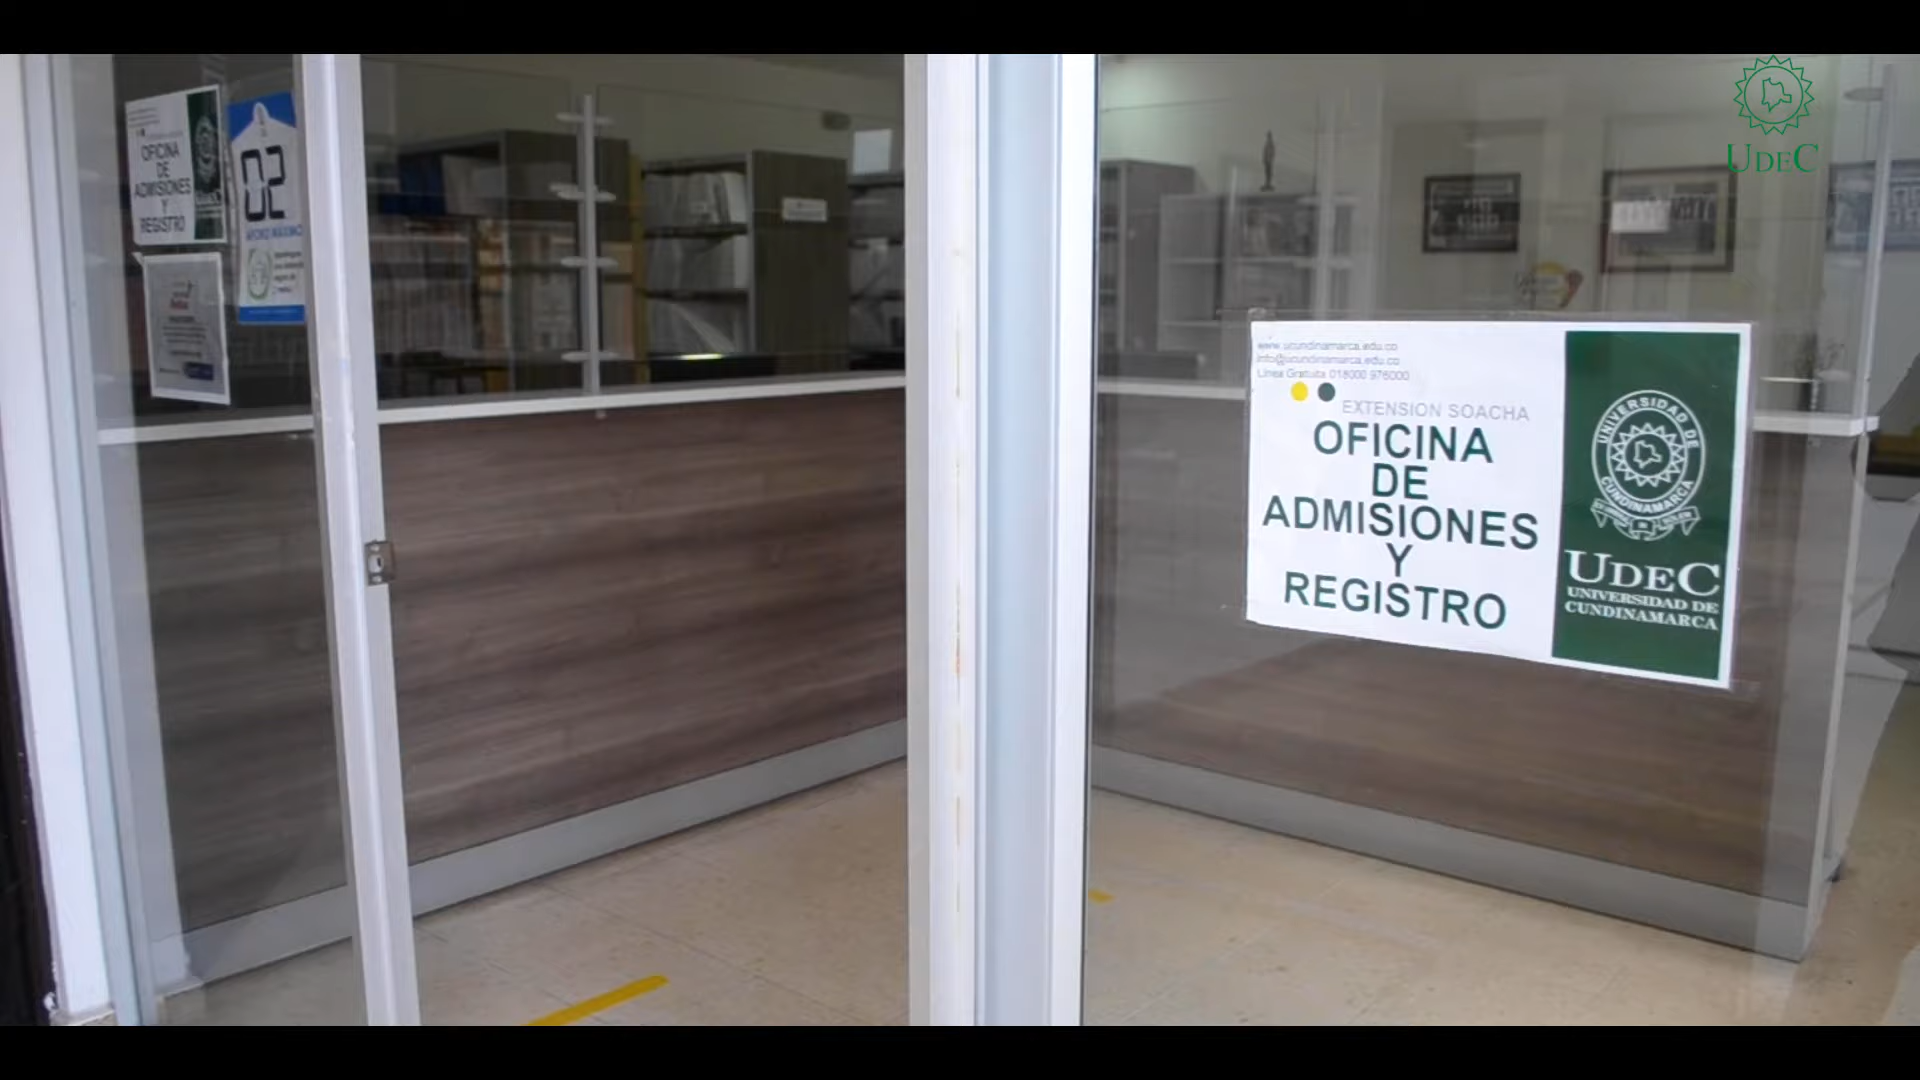 OFICINA
DE
ADMISIONES
Y
REGISTRO
02
AFORO MÁXIMO
UDEC
www.ucundinamarca.edu.co
info@ucundinamarca.edu.co
Línea Gratuita 018000 976000
EXTENSION SOACHA
OFICINA
DE
ADMISIONES
Y
REGISTRO
UNIVERSIDAD DE
CUNDINAMARCA
UDEC
UNIVERSIDAD DE
CUNDINAMARCA